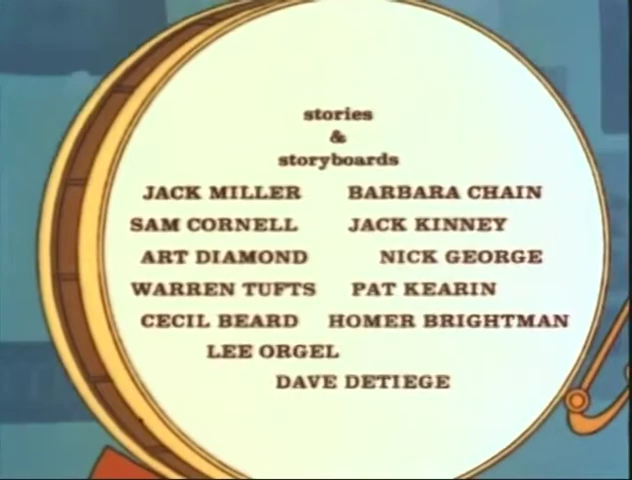 stories
&
storyboards
JACK MILLER BARBARA CHAIN
SAM CORNELL JACK KINNEY
ART DIAMOND NICK GEORGE
WARREN TUFTS PAT KEARIN
CECIL BEARD HOMER BRIGHTMAN
LEE ORGEL
DAVE DETIEGE